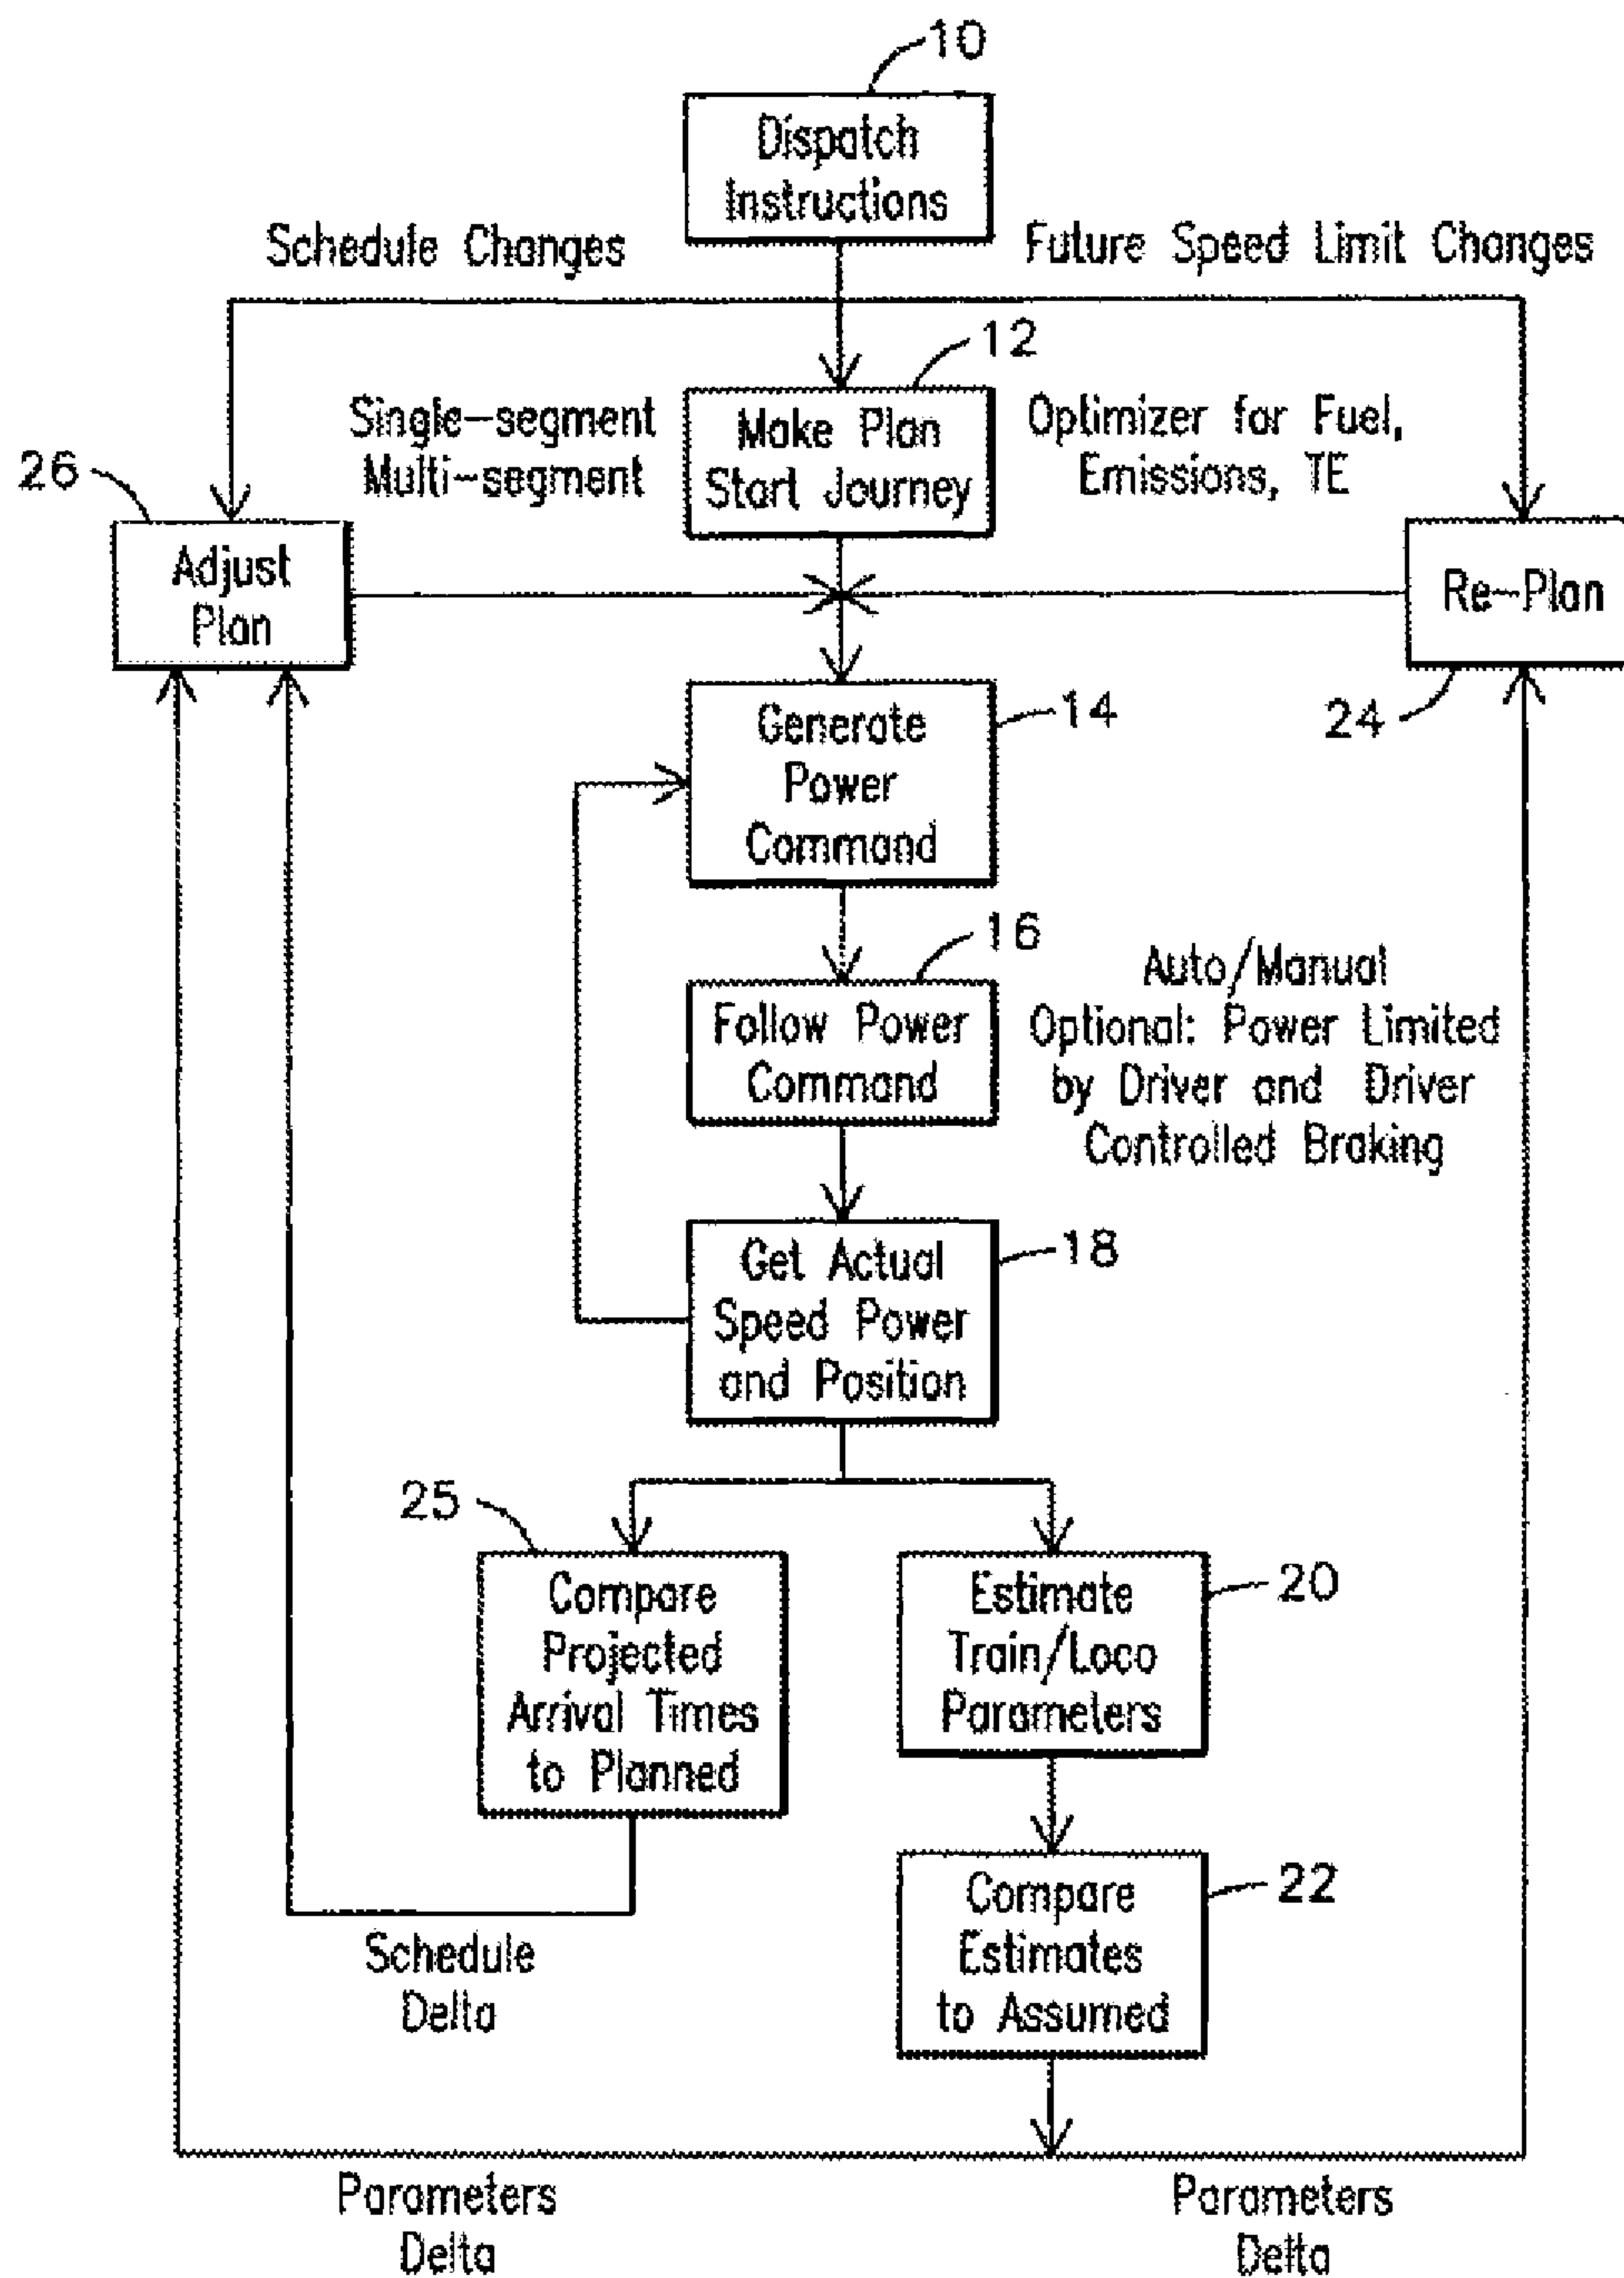 10
Dispatch
Instructions
Schedule Changes
Future Speed Limit Changes
12
Single-segment
Multi-segment
Make Plan
Start Journey
Optimizer for Fuel,
Emissions, TE
26
Adjust
Plan
Re-Plan
24
Generate
Power
Command
14
16
Follow Power
Command
Auto/Manual
Optional: Power Limited
by Driver and Driver
Controlled Braking
Get Actual
Speed Power
and Position
18
25
Compare
Projected
Arrival Times
to Planned
Estimate
Train/Loco
Parameters
20
Compare
Estimates
to Assumed
22
Schedule
Delta
Parameters
Delta
Parameters
Delta